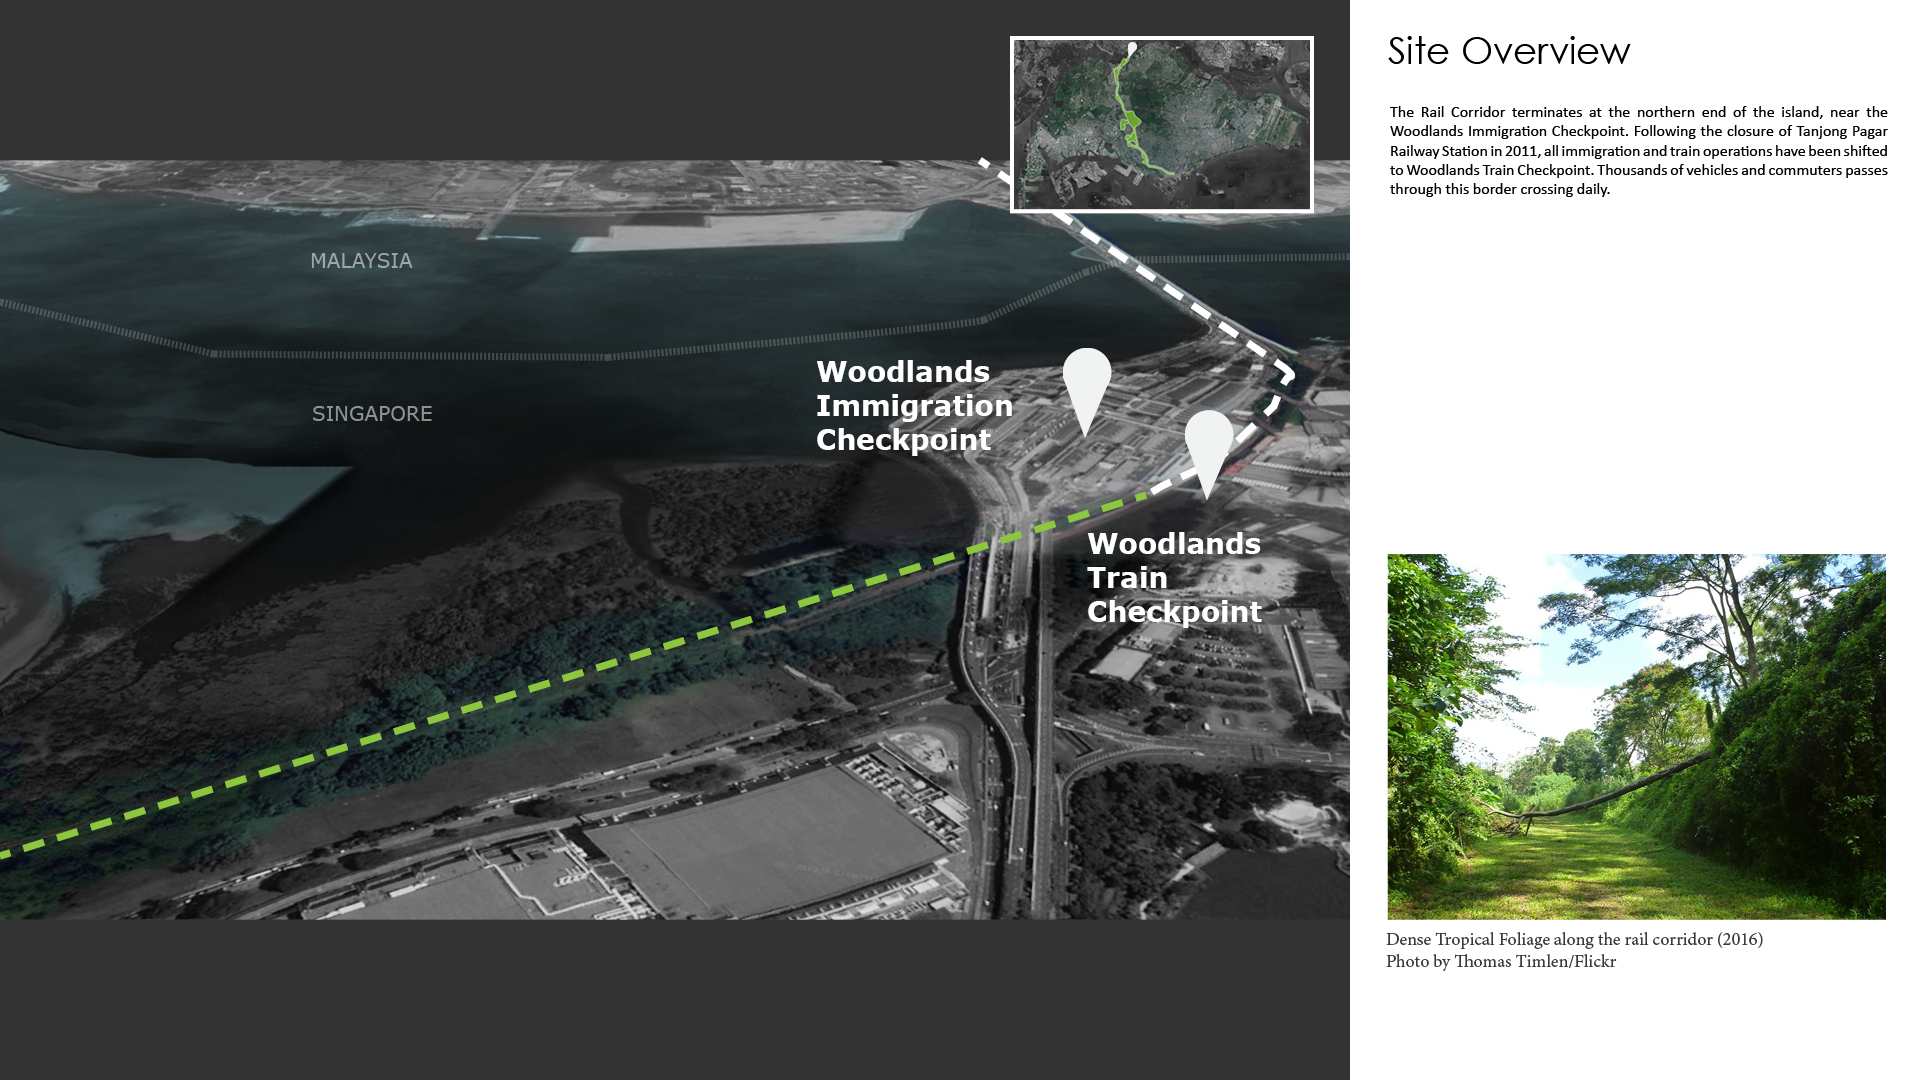 Site Overview
The Rail Corridor terminates at the northern end of the island, near the
Woodlands Immigration Checkpoint. Following the closure of Tanjong Pagar
Railway Station in 2011, all immigration and train operations have been shifted
to Woodlands Train Checkpoint. Thousands of vehicles and commuters passes
through this border crossing daily.
MALAYSIA
SINGAPORE
Woodlands
Immigration
Checkpoint
Woodlands
Train
Checkpoint
Dense Tropical Foliage along the rail corridor (2016)
Photo by Thomas Timlen/Flickr